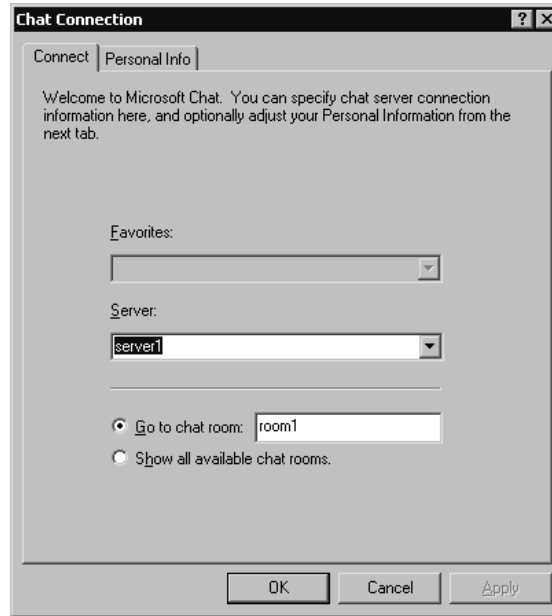 Chat Connection
Connect Personal Info
Welcome to Microsoft Chat. You can specify chat server connection
information here, and optionally adjust your Personal Information from the
next tab.
Favorites:
Server:
server1
Go to chat room: room1
Show all available chat rooms.
OK Cancel Apply